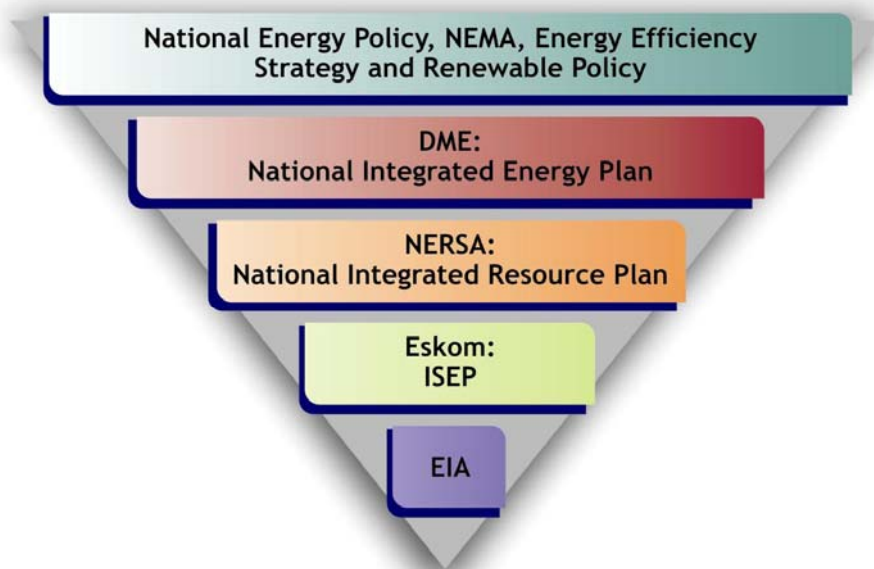 National Energy Policy, NEMA, Energy Efficiency
Strategy and Renewable Policy
DME:
National Integrated Energy Plan
NERSA:
National Integrated Resource Plan
Eskom:
ISEP
EIA